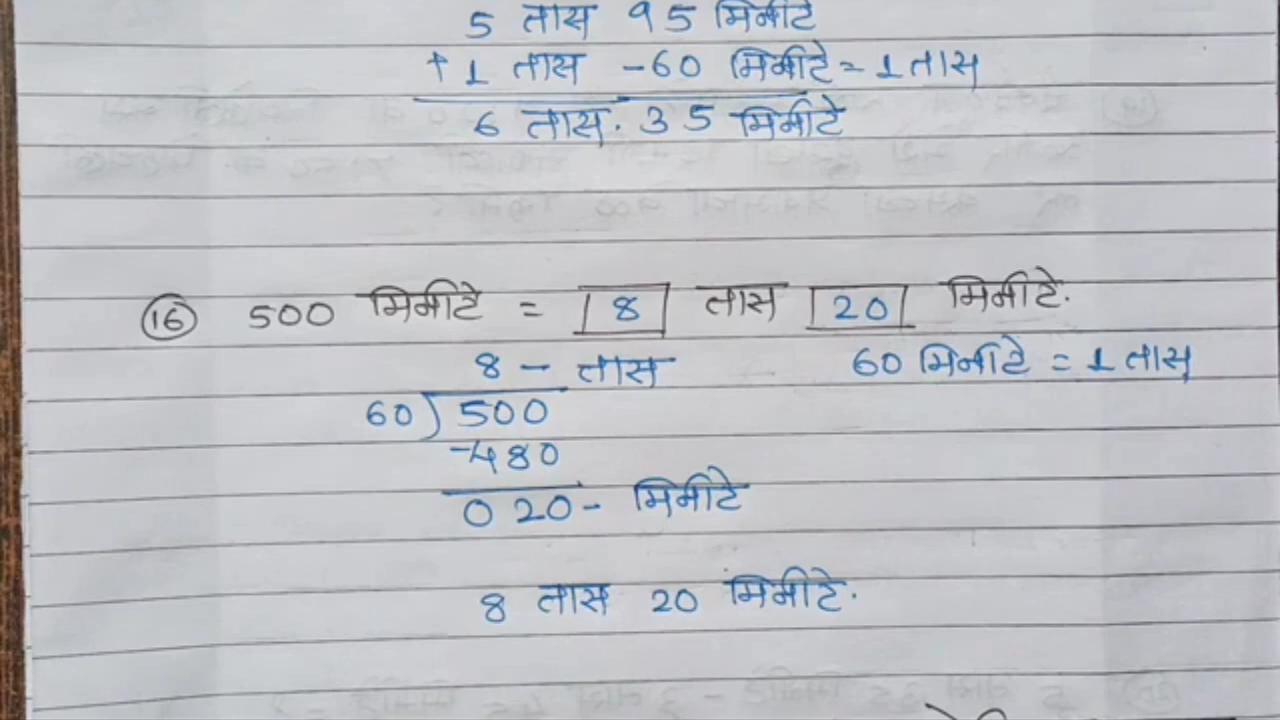 5 तास 95 मिनीटे
+ 1 तास - 60 मिनीटे = 1 तास
6 तास . 35 मिनीटे
16 500 मिनीटे = 8 तास 20 मिनीटे.
8 - तास 60 मिनीटे = 1 तास
60 ) 500
-480
020 - मिनीटे
8 तास 20 मिनीटे.